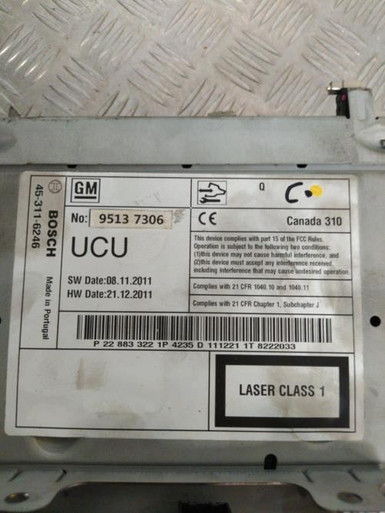 BOSCH
45-311-6246
Made in Portugal
GM
No: 9513 7306
UCU
SW Date:08.11.2011
HW Date:21.12.2011
Q
CE
Canada 310
This device complies with part 15 of the FCC Rules.
Operation is subject to the following two conditions:
(1)this device may not cause harmful interference, and
(2)this device must accept any interference received,
including interference that may cause undesired operation.
Complies with 21 CFR 1040.10 and 1040.11
Complies with 21 CFR Chapter 1, Subchapter J
P 22 883 322 1P 4235 D 111221 1T 8222033
LASER CLASS 1